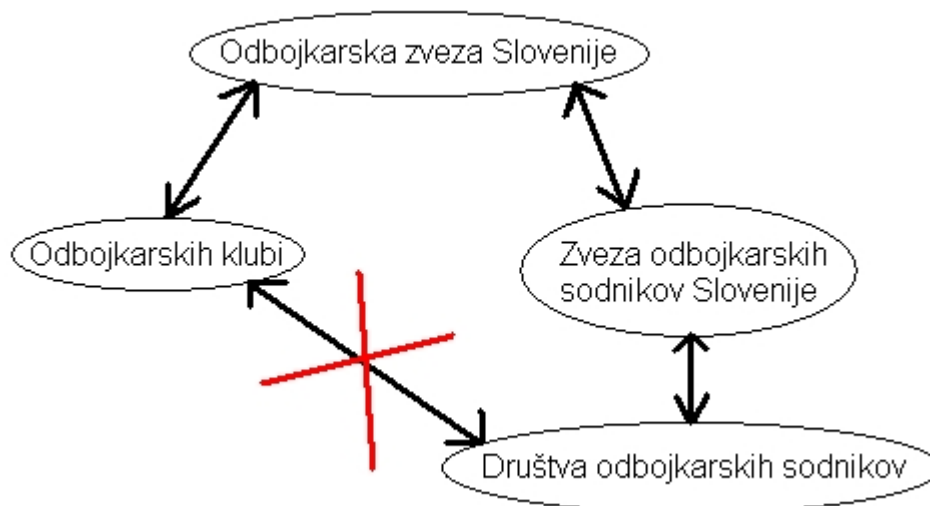 Odbojkarska zveza Slovenije
Odbojkarskih klubi
Zveza odbojkarskih
sodnikov Slovenije
Društva odbojkarskih sodnikov